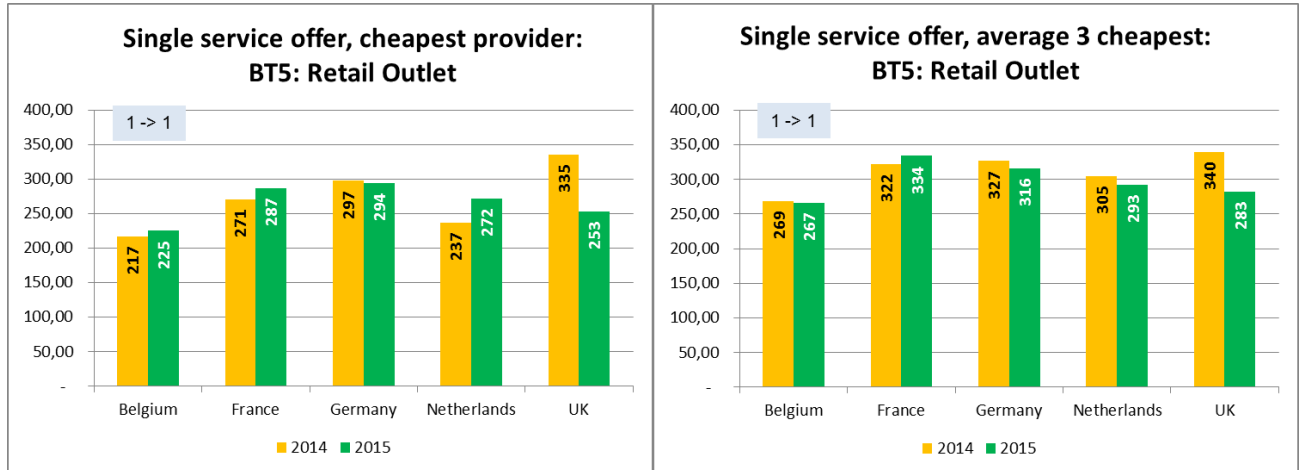 Single service offer, cheapest provider:
BT5: Retail Outlet
400,00
350,00
300,00
250,00
200,00
150,00
100,00
50,00
-
1 -> 1
217
225
271
287
297
294
237
272
335
253
Belgium
France
Germany
Netherlands
UK
2014
2015
Single service offer, average 3 cheapest:
BT5: Retail Outlet
400,00
350,00
300,00
250,00
200,00
150,00
100,00
50,00
-
1 -> 1
269
267
322
334
327
316
305
293
340
283
Belgium
France
Germany
Netherlands
UK
2014
2015